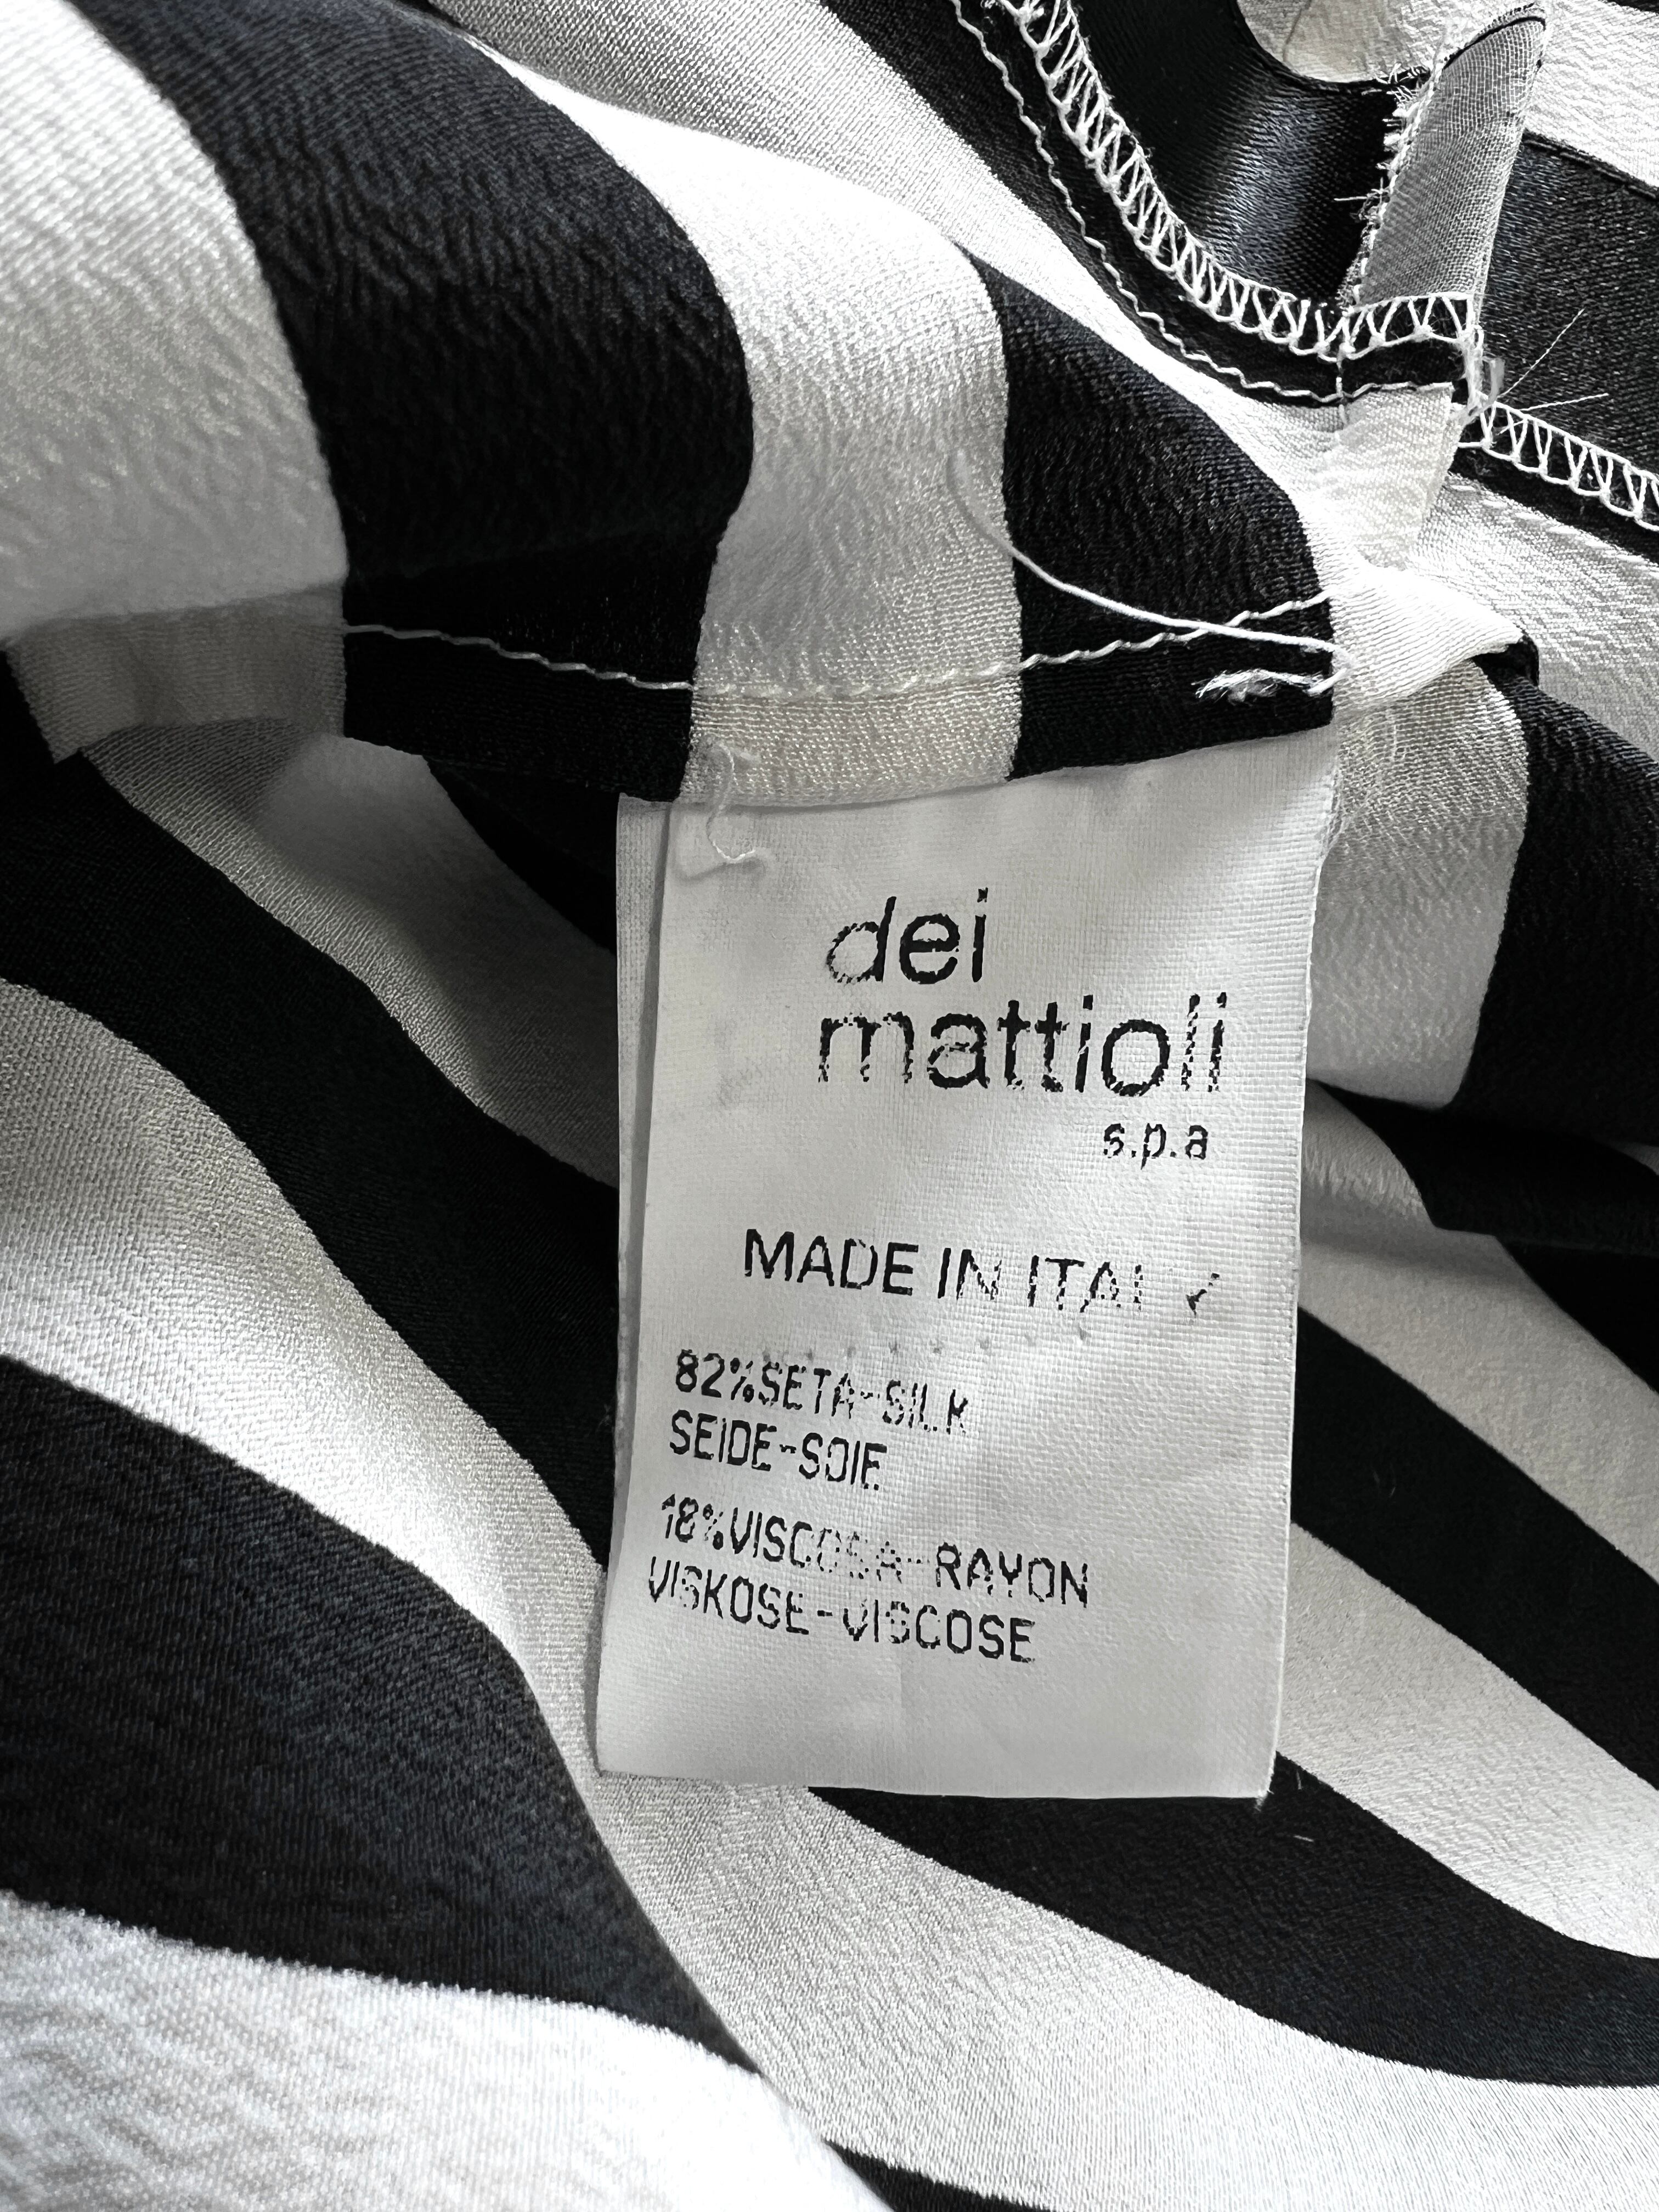 dei
mattioli
s.p.a
MADE IN ITALY
82%SETA-SILK
SEIDE-SOIE
18%VISCOSA-RAYON
VISKOSE-VISCOSE